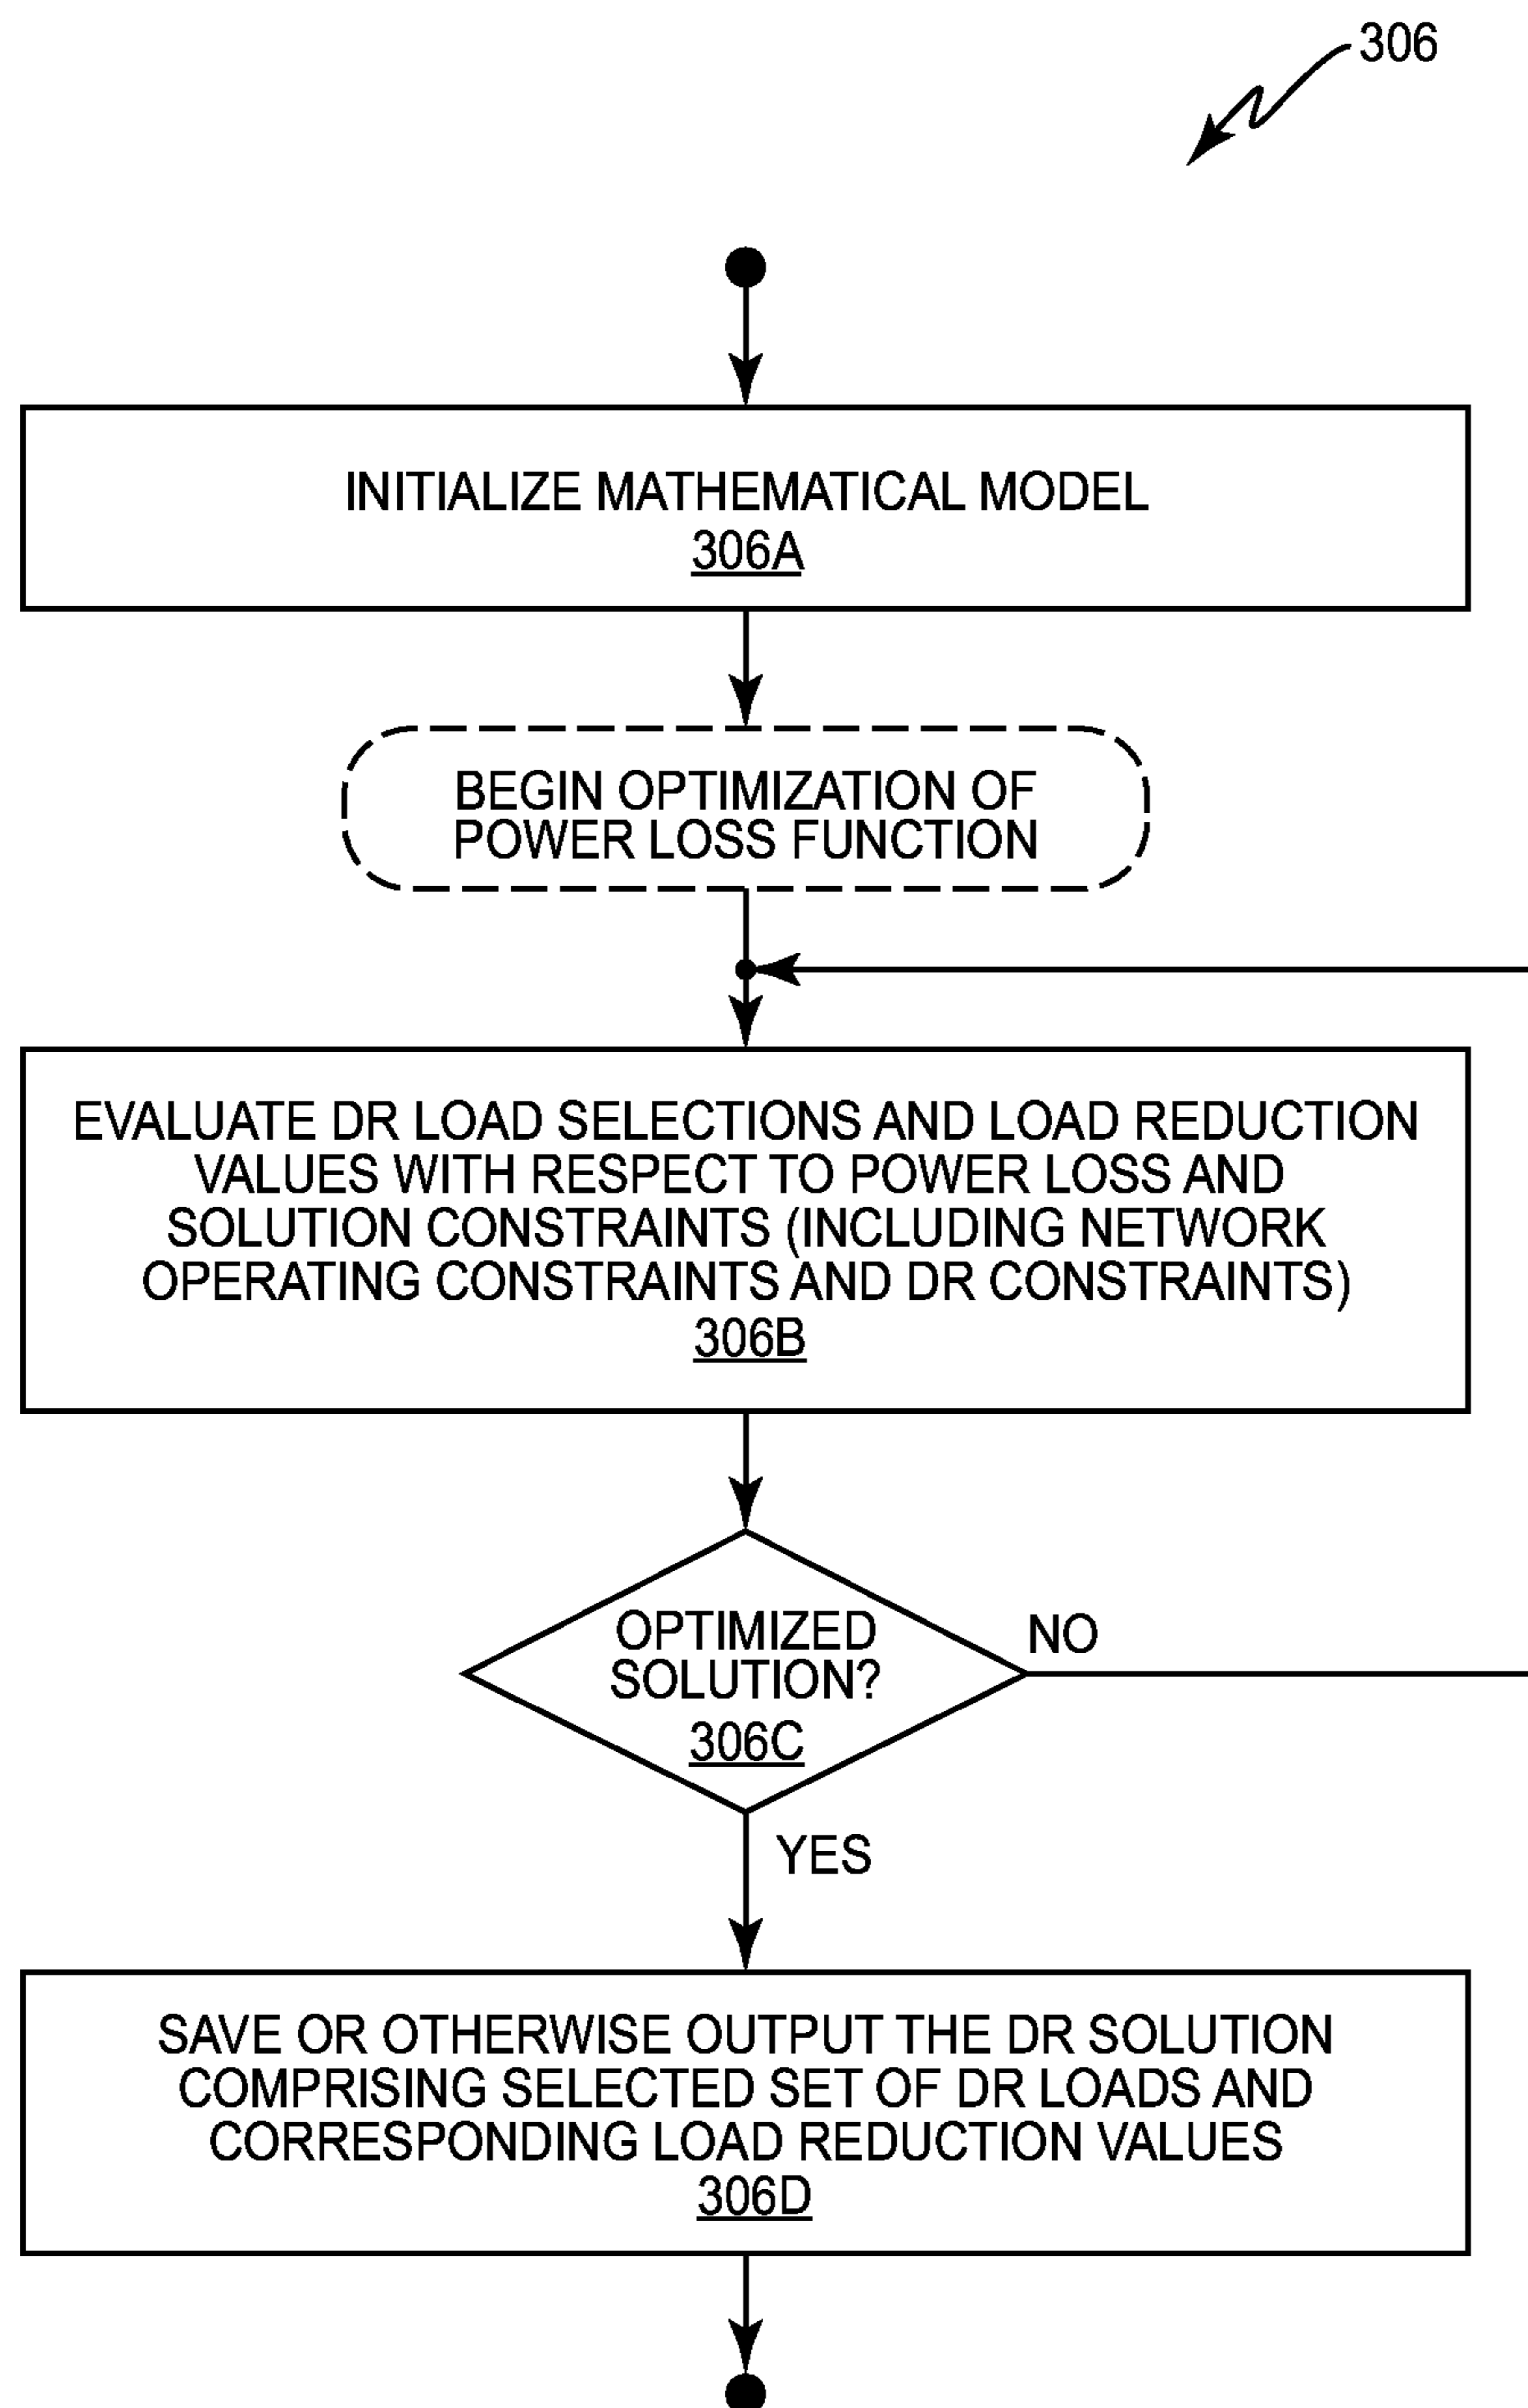 306
INITIALIZE MATHEMATICAL MODEL
306A
BEGIN OPTIMIZATION OF
POWER LOSS FUNCTION
EVALUATE DR LOAD SELECTIONS AND LOAD REDUCTION
VALUES WITH RESPECT TO POWER LOSS AND
SOLUTION CONSTRAINTS (INCLUDING NETWORK
OPERATING CONSTRAINTS AND DR CONSTRAINTS)
306B
OPTIMIZED
SOLUTION?
306C
NO
YES
SAVE OR OTHERWISE OUTPUT THE DR SOLUTION
COMPRISING SELECTED SET OF DR LOADS AND
CORRESPONDING LOAD REDUCTION VALUES
306D